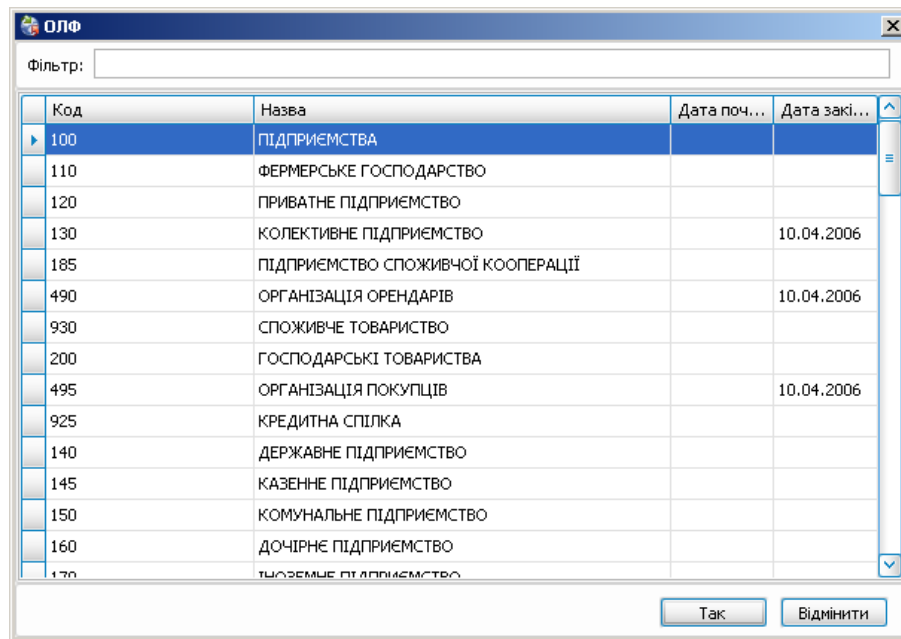 ОЛФ
Фільтр:
Код Назва Дата поч... Дата закі...
100 ПІДПРИЄМСТВА
110 ФЕРМЕРСЬКЕ ГОСПОДАРСТВО
120 ПРИВАТНЕ ПІДПРИЄМСТВО
130 КОЛЕКТИВНЕ ПІДПРИЄМСТВО 10.04.2006
185 ПІДПРИЄМСТВО СПОЖИВЧОЇ КООПЕРАЦІЇ
490 ОРГАНІЗАЦІЯ ОРЕНДАРІВ 10.04.2006
930 СПОЖИВЧЕ ТОВАРИСТВО
200 ГОСПОДАРСЬКІ ТОВАРИСТВА
495 ОРГАНІЗАЦІЯ ПОКУПЦІВ 10.04.2006
925 КРЕДИТНА СПІЛКА
140 ДЕРЖАВНЕ ПІДПРИЄМСТВО
145 КАЗЕННЕ ПІДПРИЄМСТВО
150 КОМУНАЛЬНЕ ПІДПРИЄМСТВО
160 ДОЧІРНЄ ПІДПРИЄМСТВО
170 ІНОЗЕМНЕ ПІДПРИЄМСТВО
Так Відмінити